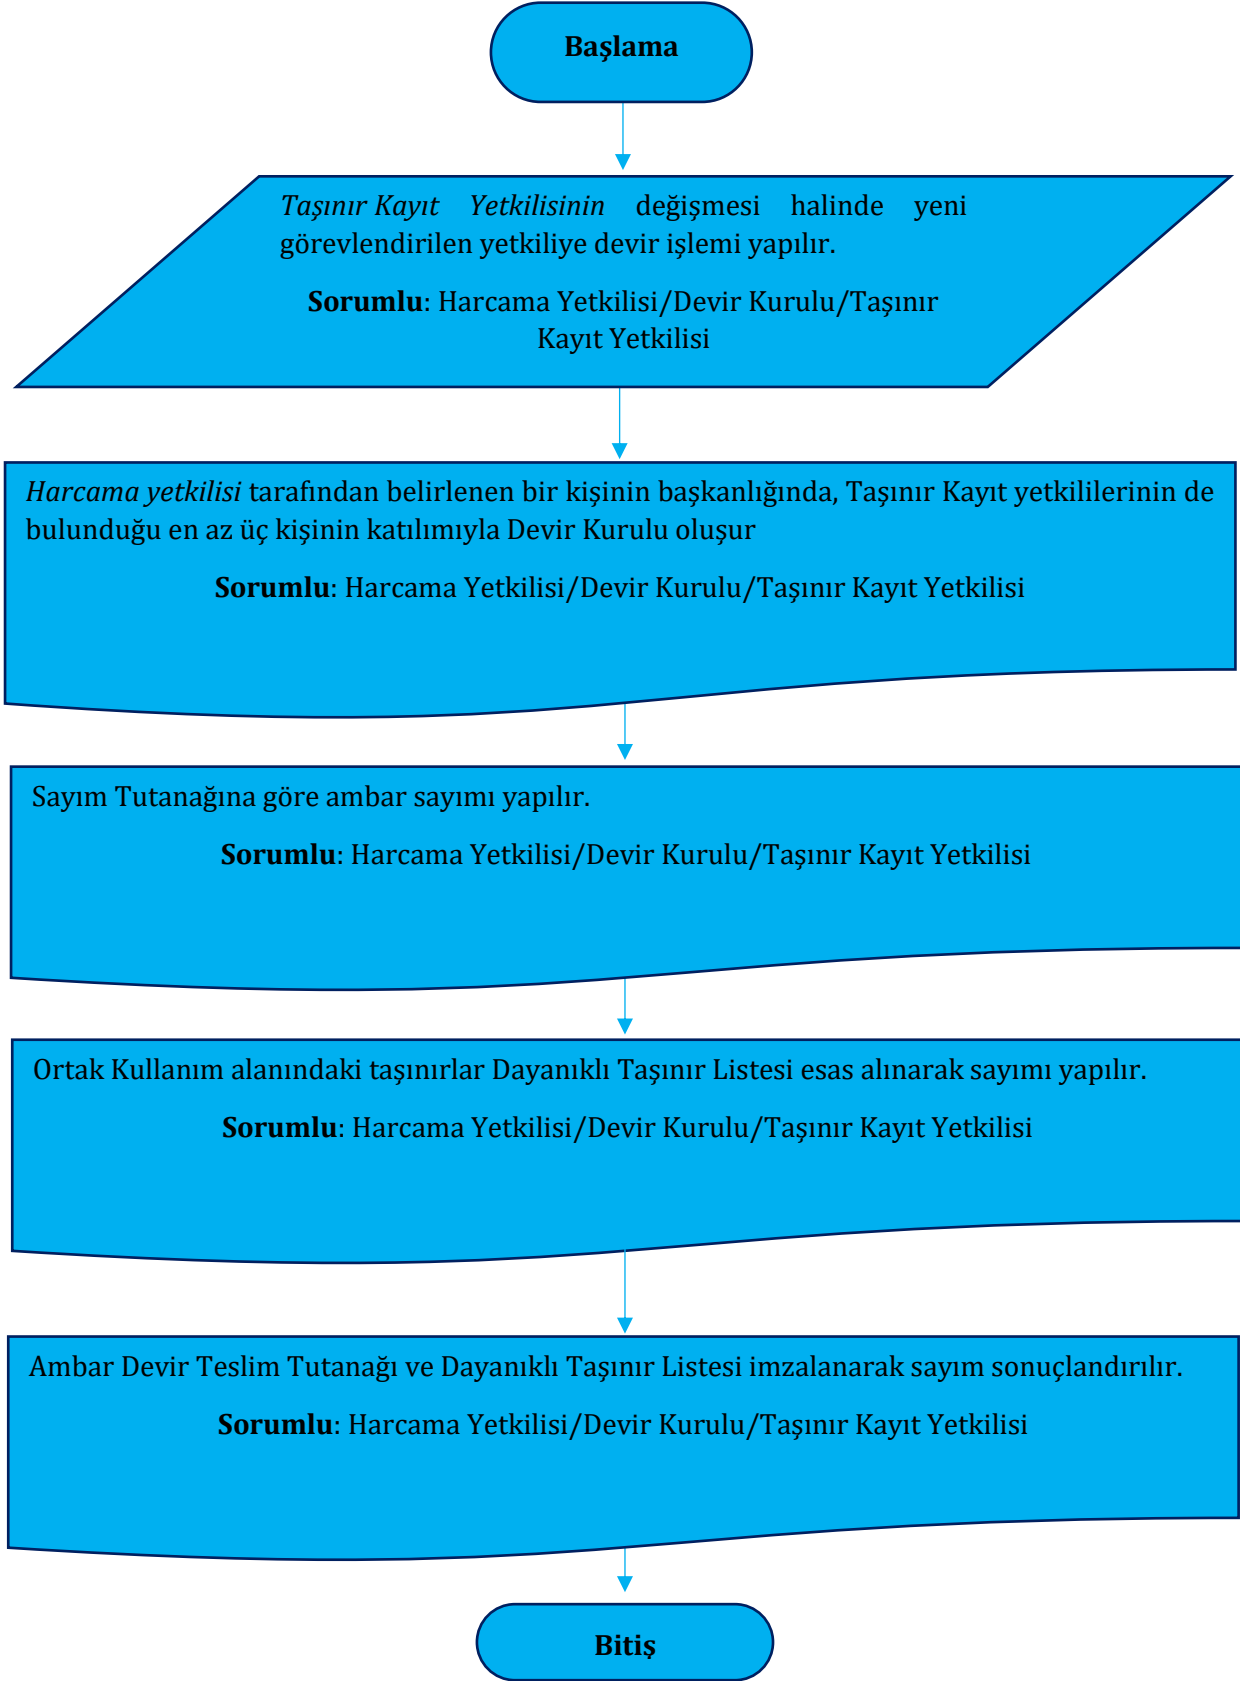 Başlama
Taşınır Kayıt Yetkilisinin değişmesi halinde yeni
görevlendirilen yetkiliye devir işlemi yapılır.
Sorumlu: Harcama Yetkilisi/Devir Kurulu/Taşınır
Kayıt Yetkilisi
Harcama yetkilisi tarafından belirlenen bir kişinin başkanlığında, Taşınır Kayıt yetkililerinin de
bulunduğu en az üç kişinin katılımıyla Devir Kurulu oluşur
Sorumlu: Harcama Yetkilisi/Devir Kurulu/Taşınır Kayıt Yetkilisi
Sayım Tutanağına göre ambar sayımı yapılır.
Sorumlu: Harcama Yetkilisi/Devir Kurulu/Taşınır Kayıt Yetkilisi
Ortak Kullanım alanındaki taşınırlar Dayanıklı Taşınır Listesi esas alınarak sayımı yapılır.
Sorumlu: Harcama Yetkilisi/Devir Kurulu/Taşınır Kayıt Yetkilisi
Ambar Devir Teslim Tutanağı ve Dayanıklı Taşınır Listesi imzalanarak sayım sonuçlandırılır.
Sorumlu: Harcama Yetkilisi/Devir Kurulu/Taşınır Kayıt Yetkilisi
Bitiş